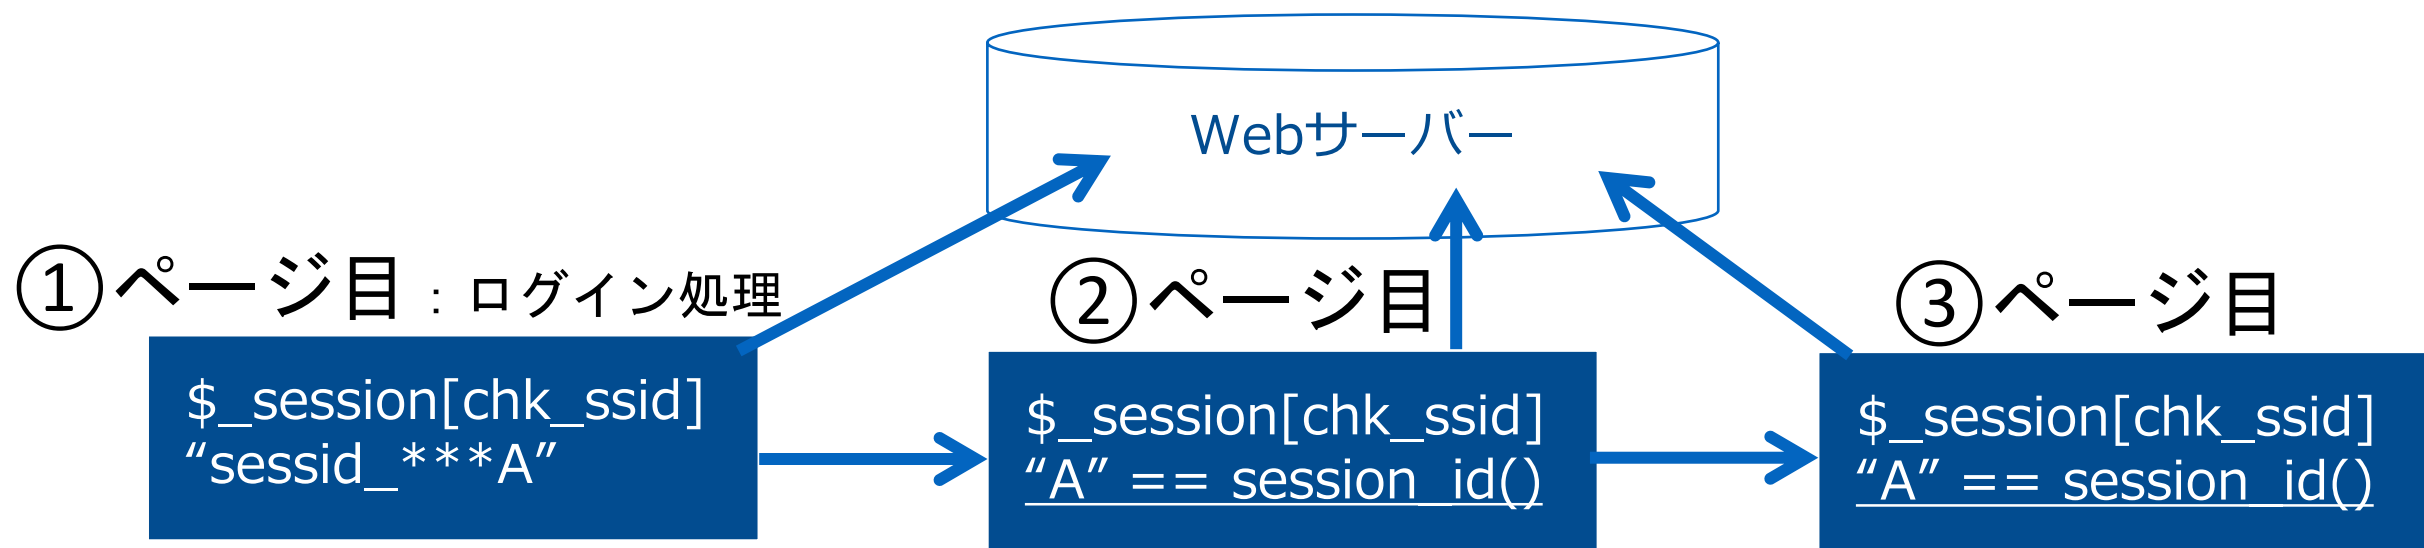 Webサーバー
①ページ目：ログイン処理
$_session[chk_ssid]
“sessid_***A”
②ページ目
$_session[chk_ssid]
“A” == session_id()
③ページ目
$_session[chk_ssid]
“A” == session_id()